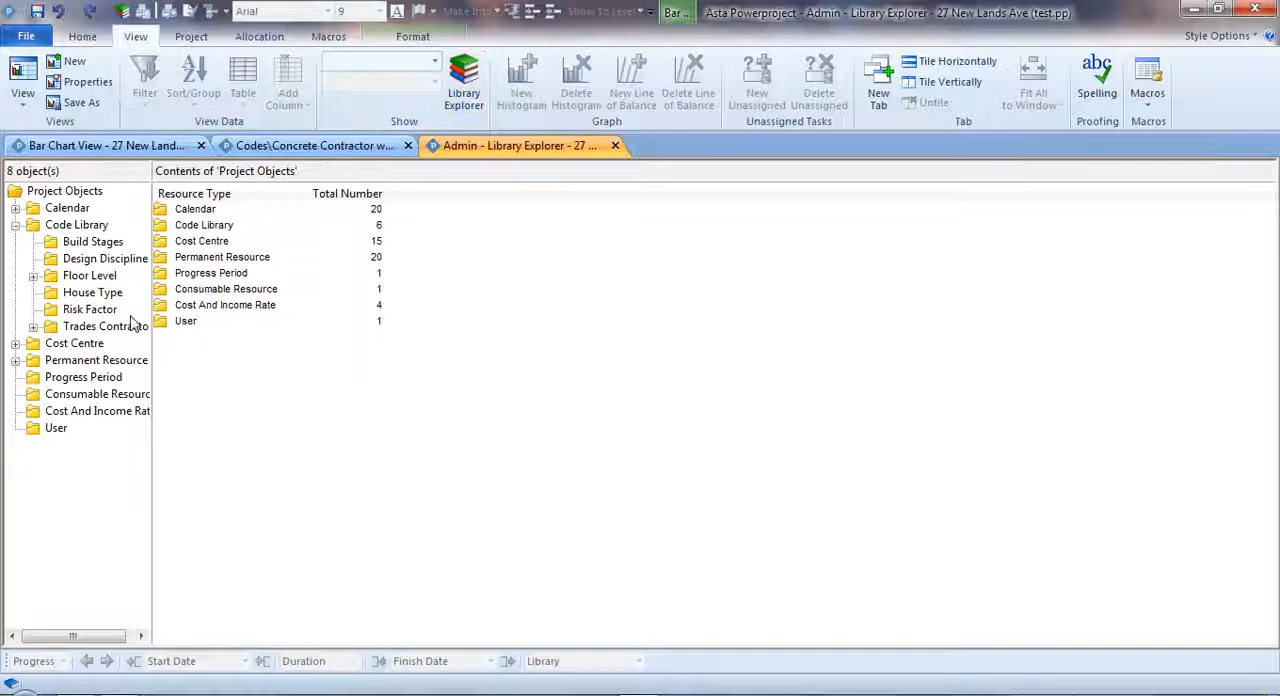 Arial 9 Make Into Show To Level Bar ... Asta Powerproject - Admin - Library Explorer - 27 New Lands Ave (test.pp)
File Home View Project Allocation Macros Format Style Options
View New Properties Save As Views
Filter Sort/Group Table Add Column View Data
Library Explorer Show
New Histogram Delete Histogram New Line of Balance Delete Line of Balance Graph
New Unassigned Delete Unassigned Unassigned Tasks
New Tab Tile Horizontally Tile Vertically Untile Fit All to Window Tab
abc Spelling Proofing
Macros Macros
Bar Chart View - 27 New Land... Codes\Concrete Contractor w... Admin - Library Explorer - 27 ...
8 object(s) Contents of 'Project Objects'
Project Objects
Calendar
Code Library
Build Stages
Design Discipline
Floor Level
House Type
Risk Factor
Trades Contracto
Cost Centre
Permanent Resource
Progress Period
Consumable Resourc
Cost And Income Rat
User
Resource Type Total Number
Calendar 20
Code Library 6
Cost Centre 15
Permanent Resource 20
Progress Period 1
Consumable Resource 1
Cost And Income Rate 4
User 1
Progress Start Date Duration Finish Date Library